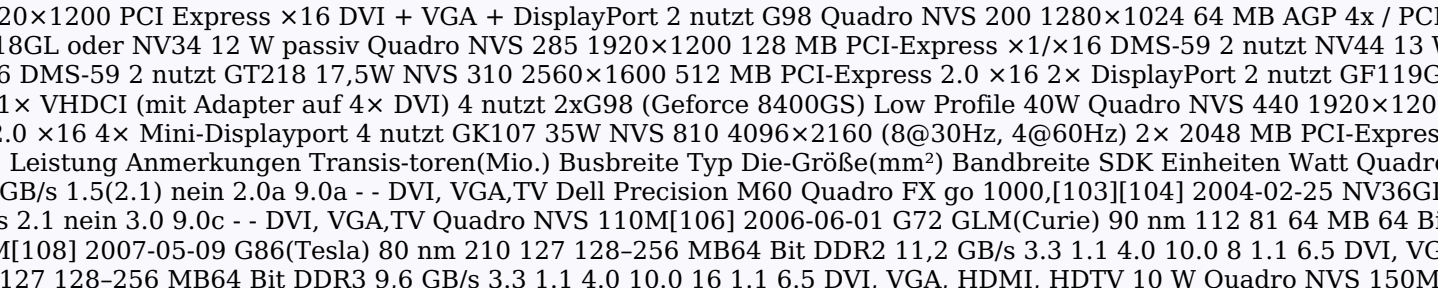 20×1200 PCI Express ×16 DVI + VGA + DisplayPort 2 nutzt G98 Quadro NVS 200 1280×1024 64 MB AGP 4x / PCI
18GL oder NV34 12 W passiv Quadro NVS 285 1920×1200 128 MB PCI-Express ×1/×16 DMS-59 2 nutzt NV44 13 W
6 DMS-59 2 nutzt GT218 17,5W NVS 310 2560×1600 512 MB PCI-Express 2.0 ×16 2× DisplayPort 2 nutzt GF119G
1× VHDCI (mit Adapter auf 4× DVI) 4 nutzt 2xG98 (Geforce 8400GS) Low Profile 40W Quadro NVS 440 1920×120
2.0 ×16 4× Mini-Displayport 4 nutzt GK107 35W NVS 810 4096×2160 (8@30Hz, 4@60Hz) 2× 2048 MB PCI-Expres
Leistung Anmerkungen Transis-toren(Mio.) Busbreite Typ Die-Größe(mm²) Bandbreite SDK Einheiten Watt Quadro
GB/s 1.5(2.1) nein 2.0a 9.0a - - DVI, VGA,TV Dell Precision M60 Quadro FX go 1000,[103][104] 2004-02-25 NV36GL
s 2.1 nein 3.0 9.0c - - DVI, VGA,TV Quadro NVS 110M[106] 2006-06-01 G72 GLM(Curie) 90 nm 112 81 64 MB 64 Bi
M[108] 2007-05-09 G86(Tesla) 80 nm 210 127 128–256 MB64 Bit DDR2 11,2 GB/s 3.3 1.1 4.0 10.0 8 1.1 6.5 DVI, VG
127 128–256 MB64 Bit DDR3 9,6 GB/s 3.3 1.1 4.0 10.0 16 1.1 6.5 DVI, VGA, HDMI, HDTV 10 W Quadro NVS 150M